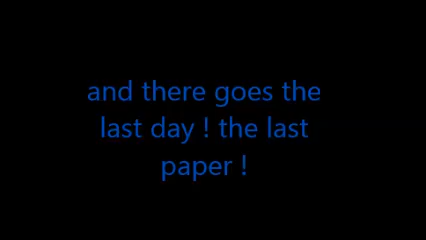 and there goes the
last day ! the last
paper !